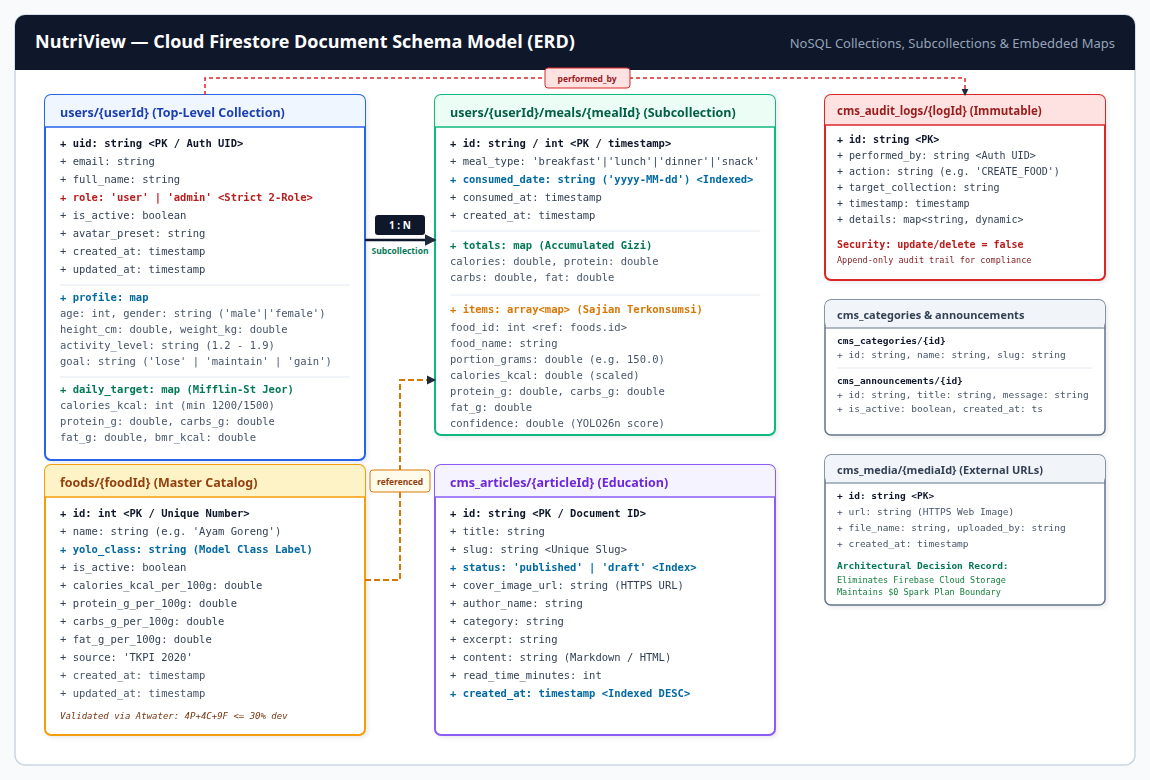 NutriView — Cloud Firestore Document Schema Model (ERD)
NoSQL Collections, Subcollections & Embedded Maps
performed_by
users/{userId} (Top-Level Collection)
+ uid: string <PK / Auth UID>
+ email: string
+ full_name: string
+ role: 'user' | 'admin' <Strict 2-Role>
+ is_active: boolean
+ avatar_preset: string
+ created_at: timestamp
+ updated_at: timestamp
+ profile: map
age: int, gender: string ('male'|'female')
height_cm: double, weight_kg: double
activity_level: string (1.2 - 1.9)
goal: string ('lose' | 'maintain' | 'gain')
+ daily_target: map (Mifflin-St Jeor)
calories_kcal: int (min 1200/1500)
protein_g: double, carbs_g: double
fat_g: double, bmr_kcal: double
1 : N
Subcollection
users/{userId}/meals/{mealId} (Subcollection)
+ id: string / int <PK / timestamp>
+ meal_type: 'breakfast'|'lunch'|'dinner'|'snack'
+ consumed_date: string ('yyyy-MM-dd') <Indexed>
+ consumed_at: timestamp
+ created_at: timestamp
+ totals: map (Accumulated Gizi)
calories: double, protein: double
carbs: double, fat: double
+ items: array<map> (Sajian Terkonsumsi)
food_id: int <ref: foods.id>
food_name: string
portion_grams: double (e.g. 150.0)
calories_kcal: double (scaled)
protein_g: double, carbs_g: double
fat_g: double
confidence: double (YOLO26n score)
cms_audit_logs/{logId} (Immutable)
+ id: string <PK>
+ performed_by: string <Auth UID>
+ action: string (e.g. 'CREATE_FOOD')
+ target_collection: string
+ timestamp: timestamp
+ details: map<string, dynamic>
Security: update/delete = false
Append-only audit trail for compliance
cms_categories & announcements
cms_categories/{id}
+ id: string, name: string, slug: string
cms_announcements/{id}
+ id: string, title: string, message: string
+ is_active: boolean, created_at: ts
foods/{foodId} (Master Catalog)
+ id: int <PK / Unique Number>
+ name: string (e.g. 'Ayam Goreng')
+ yolo_class: string (Model Class Label)
+ is_active: boolean
+ calories_kcal_per_100g: double
+ protein_g_per_100g: double
+ carbs_g_per_100g: double
+ fat_g_per_100g: double
+ source: 'TKPI 2020'
+ created_at: timestamp
+ updated_at: timestamp
Validated via Atwater: 4P+4C+9F <= 30% dev
referenced
cms_articles/{articleId} (Education)
+ id: string <PK / Document ID>
+ title: string
+ slug: string <Unique Slug>
+ status: 'published' | 'draft' <Index>
+ cover_image_url: string (HTTPS URL)
+ author_name: string
+ category: string
+ excerpt: string
+ content: string (Markdown / HTML)
+ read_time_minutes: int
+ created_at: timestamp <Indexed DESC>
cms_media/{mediaId} (External URLs)
+ id: string <PK>
+ url: string (HTTPS Web Image)
+ file_name: string, uploaded_by: string
+ created_at: timestamp
Architectural Decision Record:
Eliminates Firebase Cloud Storage
Maintains $0 Spark Plan Boundary